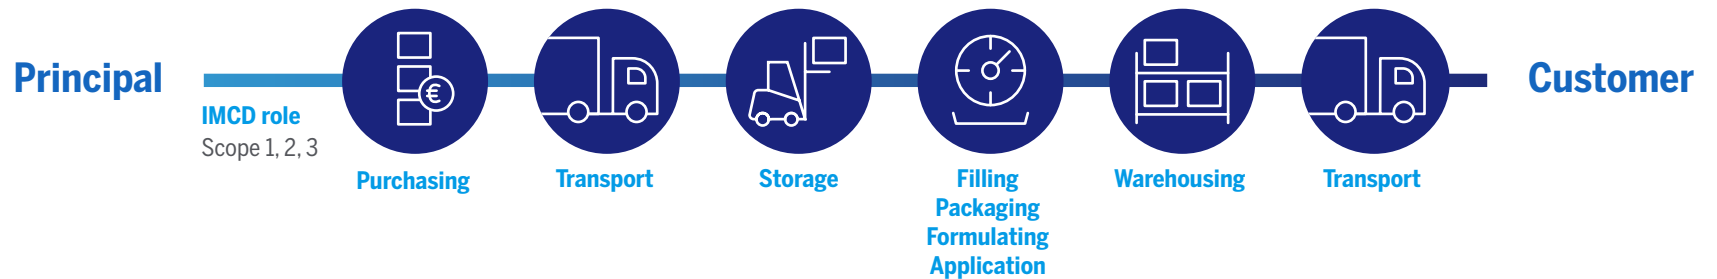 Principal
IMCD role
Scope 1, 2, 3
€
Purchasing
Transport
Storage
Filling
Packaging
Formulating
Application
Warehousing
Transport
Customer